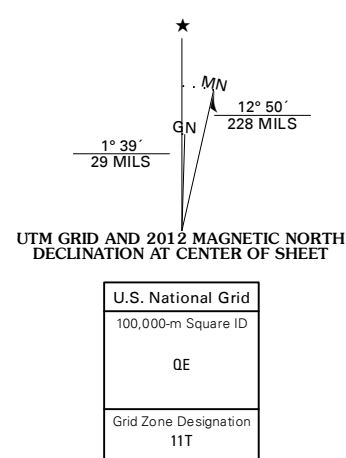 ★
MN
GN
12° 50´
228 MILS
1° 39´
29 MILS
UTM GRID AND 2012 MAGNETIC NORTH
DECLINATION AT CENTER OF SHEET
U.S. National Grid
100,000-m Square ID
QE
Grid Zone Designation
11T